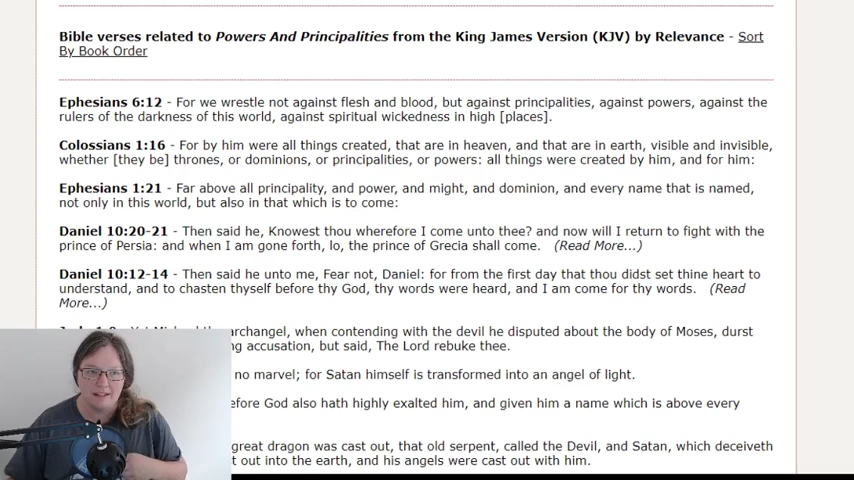 Bible verses related to Powers And Principalities from the King James Version (KJV) by Relevance - Sort
By Book Order
Ephesians 6:12 - For we wrestle not against flesh and blood, but against principalities, against powers, against the
rulers of the darkness of this world, against spiritual wickedness in high [places].
Colossians 1:16 - For by him were all things created, that are in heaven, and that are in earth, visible and invisible,
whether [they be] thrones, or dominions, or principalities, or powers: all things were created by him, and for him:
Ephesians 1:21 - Far above all principality, and power, and might, and dominion, and every name that is named,
not only in this world, but also in that which is to come:
Daniel 10:20-21 - Then said he, Knowest thou wherefore I come unto thee? and now will I return to fight with the
prince of Persia: and when I am gone forth, lo, the prince of Grecia shall come. (Read More...)
Daniel 10:12-14 - Then said he unto me, Fear not, Daniel: for from the first day that thou didst set thine heart to
understand, and to chasten thyself before thy God, thy words were heard, and I am come for thy words. (Read
More...)
archangel, when contending with the devil he disputed about the body of Moses, durst
accusation, but said, The Lord rebuke thee.
no marvel; for Satan himself is transformed into an angel of light.
God also hath highly exalted him, and given him a name which is above every
great dragon was cast out, that old serpent, called the Devil, and Satan, which deceiveth
out into the earth, and his angels were cast out with him.